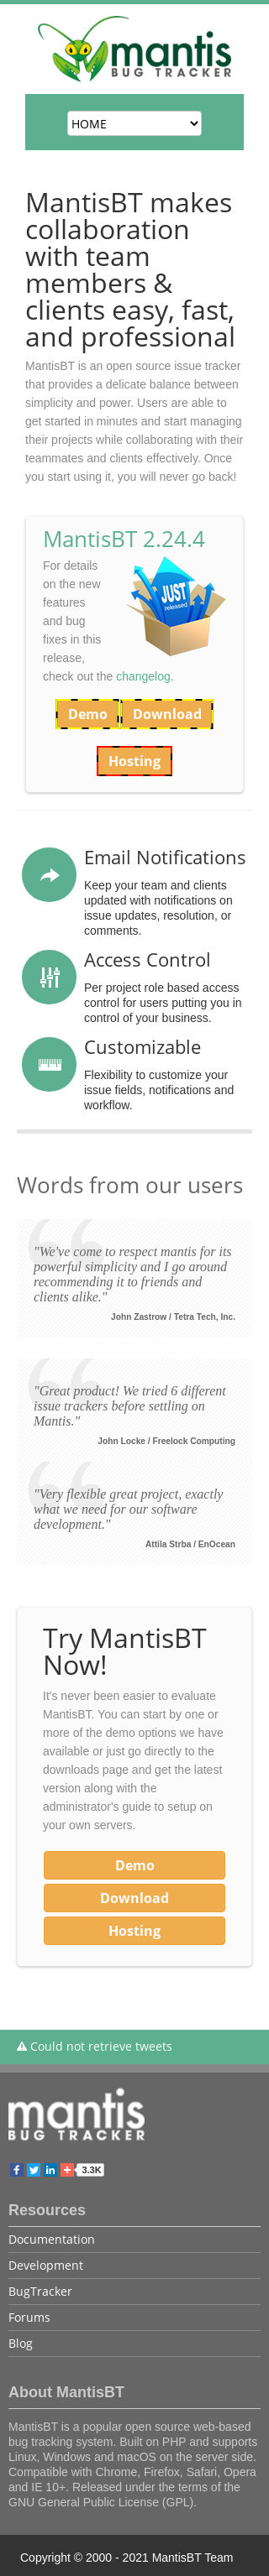 mantis
BUG TRACKER
HOME
MantisBT makes
collaboration
with team
members &
clients easy, fast,
and professional
MantisBT is an open source issue tracker
that provides a delicate balance between
simplicity and power. Users are able to
get started in minutes and start managing
their projects while collaborating with their
teammates and clients effectively. Once
you start using it, you will never go back!
MantisBT 2.24.4
For details
on the new
features
and bug
fixes in this
release,
check out the changelog.
JUST
released
Demo
Download
Hosting
Email Notifications
Keep your team and clients
updated with notifications on
issue updates, resolution, or
comments.
Access Control
Per project role based access
control for users putting you in
control of your business.
Customizable
Flexibility to customize your
issue fields, notifications and
workflow.
Words from our users
"We've come to respect mantis for its
powerful simplicity and I go around
recommending it to friends and
clients alike."
John Zastrow / Tetra Tech, Inc.
"Great product! We tried 6 different
issue trackers before settling on
Mantis."
John Locke / Freelock Computing
"Very flexible great project, exactly
what we need for our software
development."
Attila Strba / EnOcean
Try MantisBT
Now!
It's never been easier to evaluate
MantisBT. You can start by one or
more of the demo options we have
available or just go directly to the
downloads page and get the latest
version along with the
administrator's guide to setup on
your own servers.
Demo
Download
Hosting
Could not retrieve tweets
mantis
BUG TRACKER
3.3K
Resources
Documentation
Development
BugTracker
Forums
Blog
About MantisBT
MantisBT is a popular open source web-based
bug tracking system. Built on PHP and supports
Linux, Windows and macOS on the server side.
Compatible with Chrome, Firefox, Safari, Opera
and IE 10+. Released under the terms of the
GNU General Public License (GPL).
Copyright © 2000 - 2021 MantisBT Team